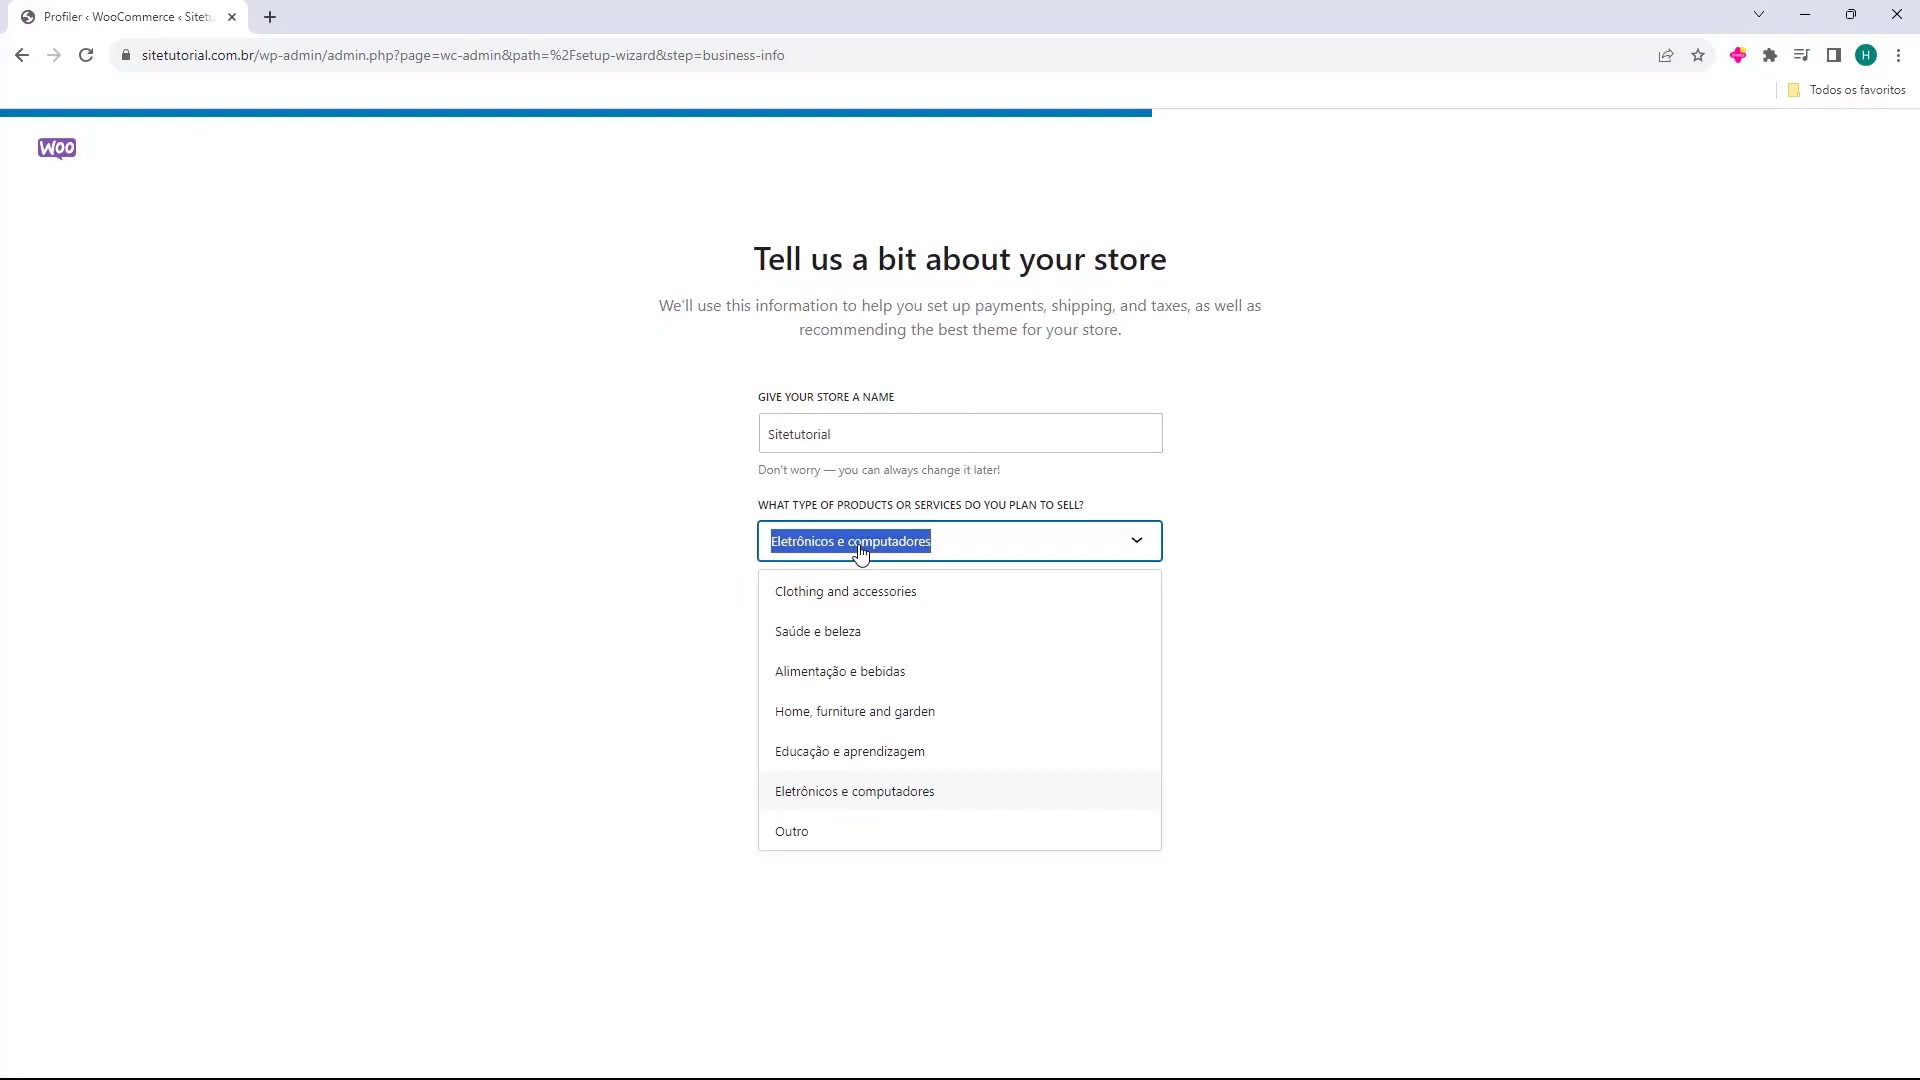 Profiler ‹ WooCommerce ‹ Sitetu
sitetutorial.com.br/wp-admin/admin.php?page=wc-admin&path=%2Fsetup-wizard&step=business-info
H
Todos os favoritos
WOO
Tell us a bit about your store
We'll use this information to help you set up payments, shipping, and taxes, as well as
recommending the best theme for your store.
GIVE YOUR STORE A NAME
Sitetutorial
Don't worry — you can always change it later!
WHAT TYPE OF PRODUCTS OR SERVICES DO YOU PLAN TO SELL?
Eletrônicos e computadores
Clothing and accessories
Saúde e beleza
Alimentação e bebidas
Home, furniture and garden
Educação e aprendizagem
Eletrônicos e computadores
Outro